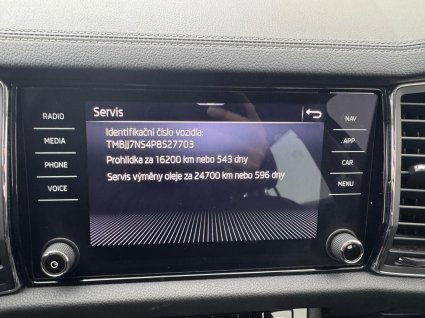 Servis
Identifikační číslo vozidla:
TMBJJ7NS4P8527703
Prohlídka za 16200 km nebo 543 dny
Servis výměny oleje za 24700 km nebo 596 dny
RADIO
MEDIA
PHONE
VOICE
NAV
APP
CAR
MENU